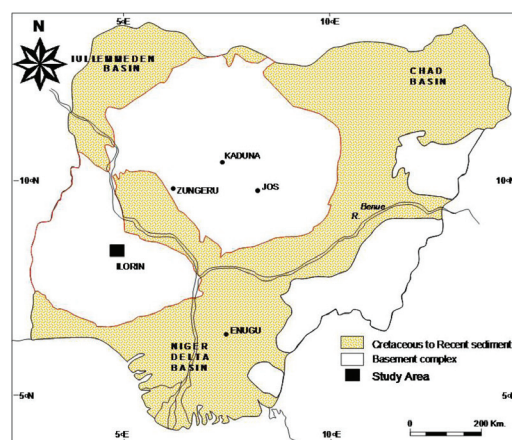 5○E
10○E
N
IULLEMMEDEN
BASIN
CHAD
BASIN
KADUNA
10○N
ZUNGERU
JOS
10○N
Benue
R.
ILORIN
ENUGU
NIGER
DELTA
BASIN
Cretaceous to Recent sediment
Basement complex
Study Area
5○N
5○N
5○E
10○E
0
200 Km.